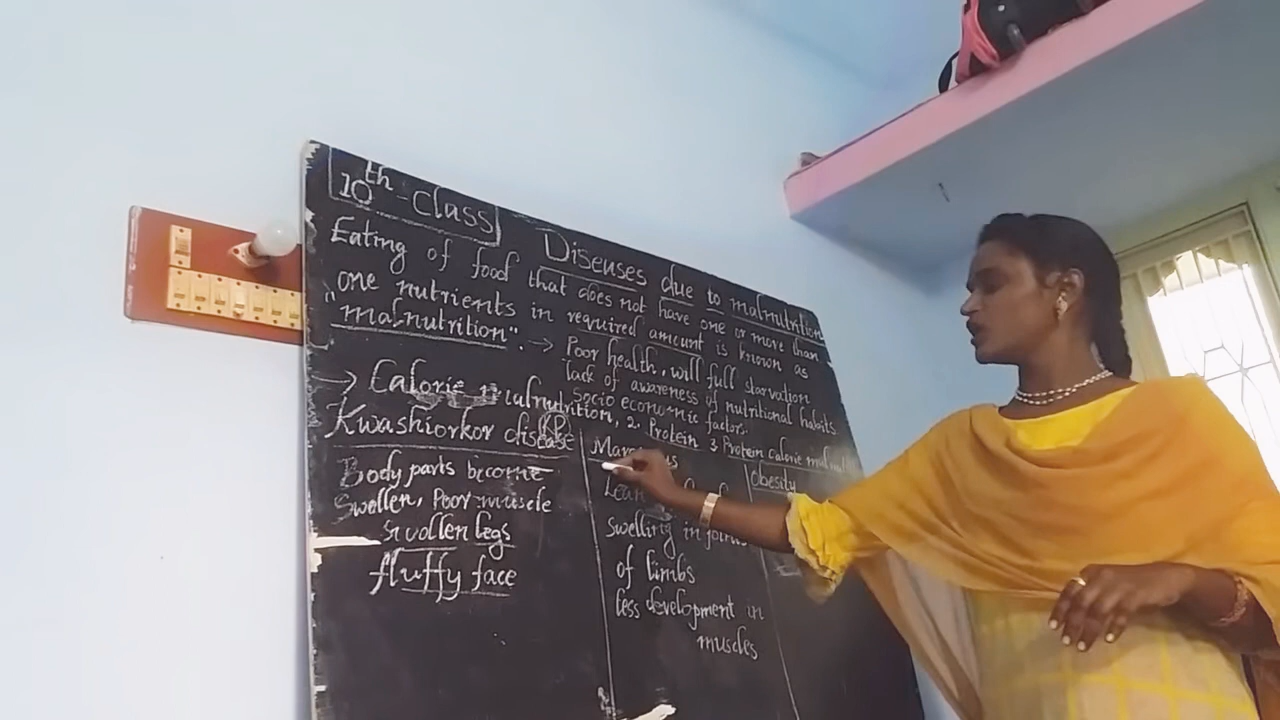 10th class
Diseases due to malnutrition
Eating of food that does not have one or more than
one nutrients in required amount is known as
"malnutrition". → Poor health, will full starvation
lack of awareness of nutritional habits
Socio economic factors.
→ Calorie malnutrition, 2. Protein 3. Protein Calorie
Kwashiorkor disease
Body parts become
Swollen, Poor muscle
swollen legs
fluffy face
Lean
Swelling in joints
of limbs
less development in
muscles
Obesity